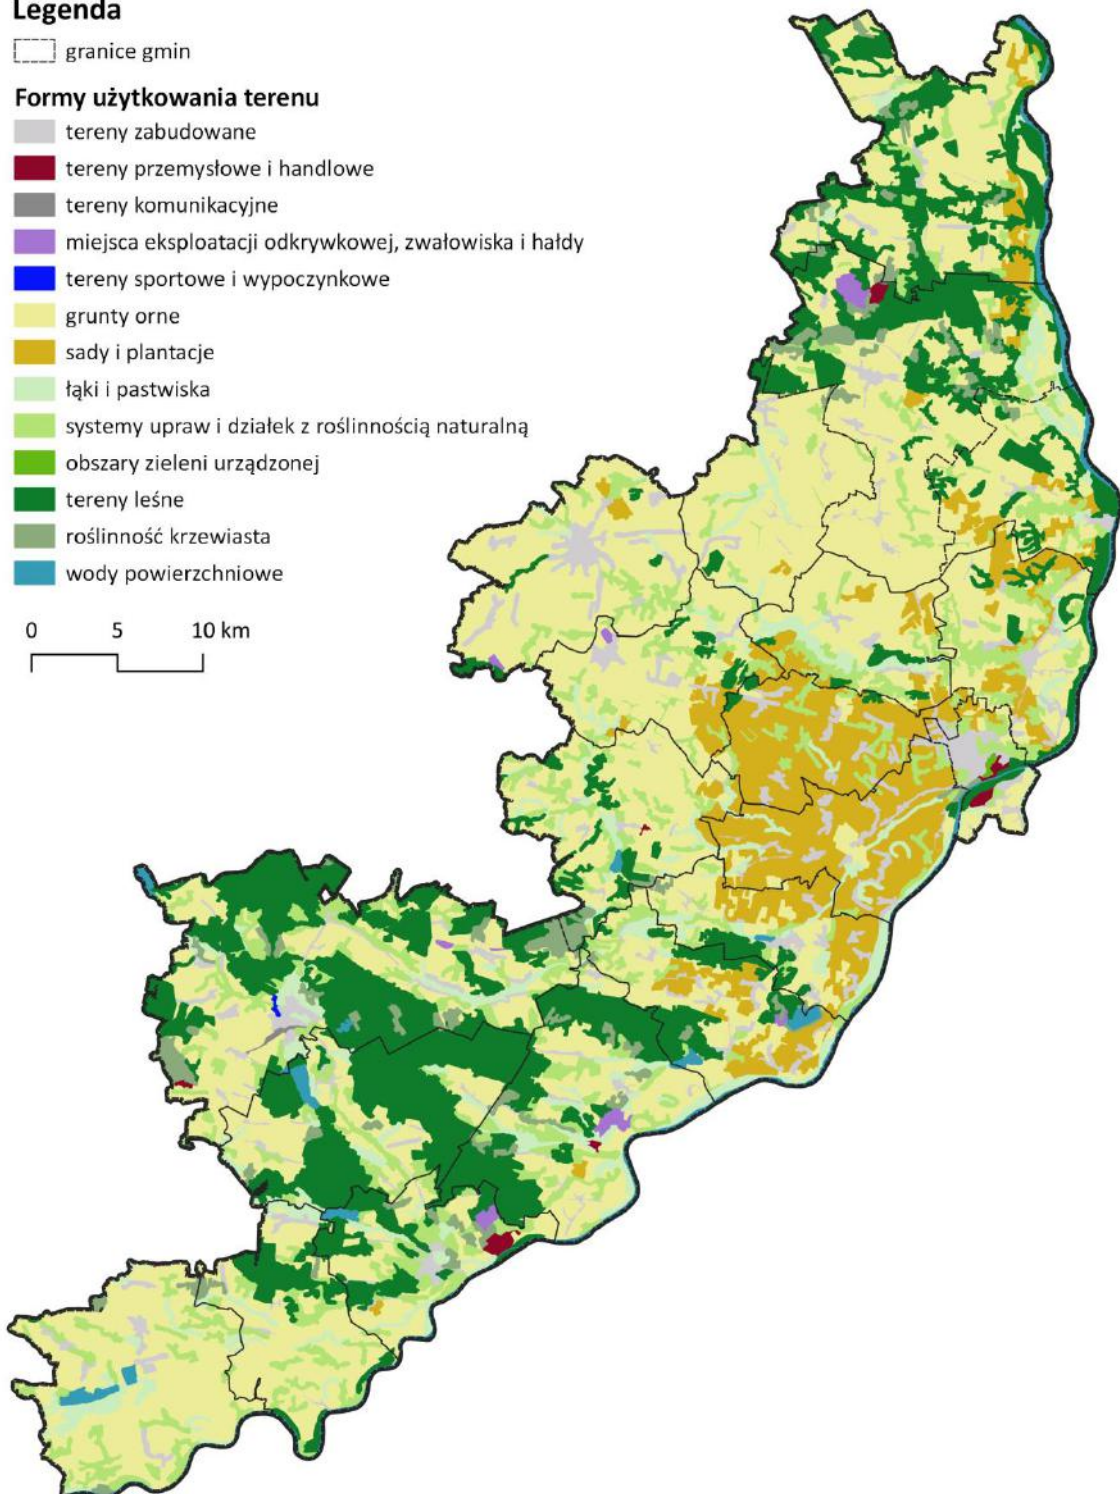 Legenda
granice gmin
Formy użytkowania terenu
tereny zabudowane
tereny przemysłowe i handlowe
tereny komunikacyjne
miejsca eksploatacji odkrywkowej, zwałowiska i hałdy
tereny sportowe i wypoczynkowe
grunty orne
sady i plantacje
łąki i pastwiska
systemy upraw i działek z roślinnością naturalną
obszary zieleni urządzonej
tereny leśne
roślinność krzewiasta
wody powierzchniowe
0 5 10 km